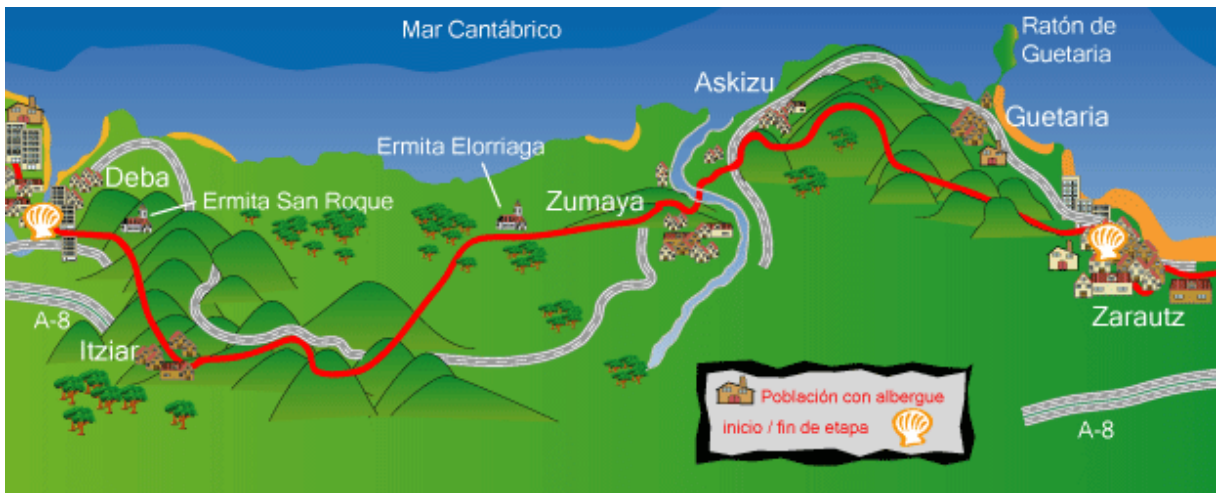 Mar Cantábrico
Ratón de
Guetaria
Askizu
Guetaria
Ermita Elorriaga
Deba
Ermita San Roque
Zumaya
A-8
Itziar
Zarautz
Población con albergue
inicio / fin de etapa
A-8